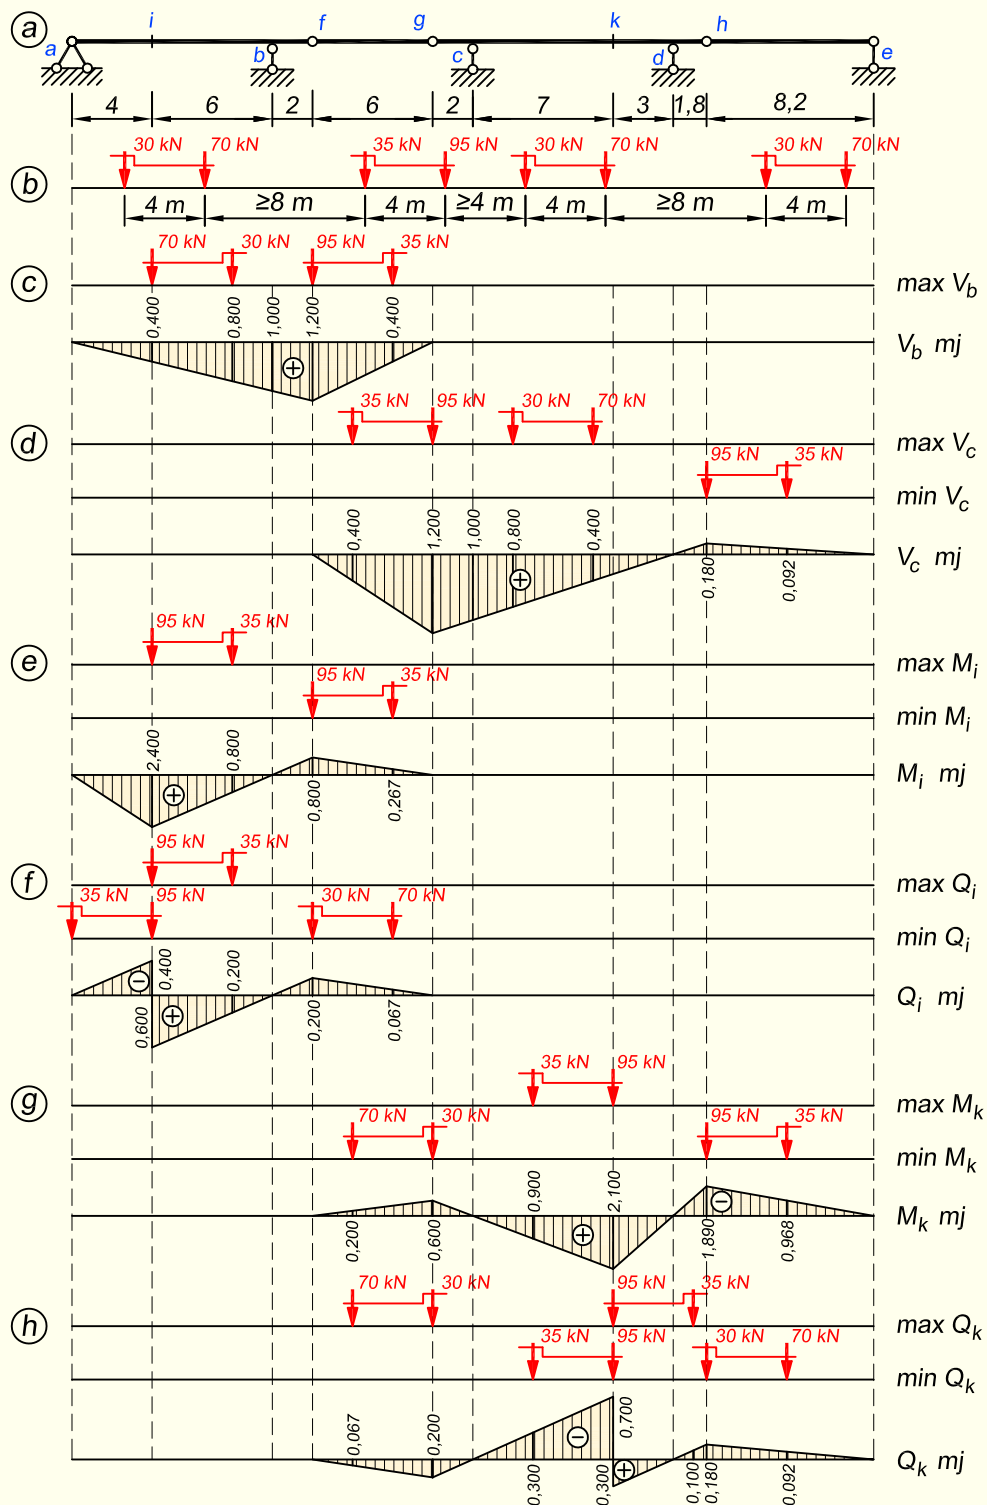 a
i f g k h
a b c d e
4 6 2 6 2 7 3 1,8 8,2
b
30 kN 70 kN 35 kN 95 kN 30 kN 70 kN 30 kN 70 kN
4 m ≥8 m 4 m ≥4 m 4 m ≥8 m 4 m
c
70 kN 30 kN 95 kN 35 kN
max Vb
0,400 0,800 1,000 1,200 0,400
+
Vb mj
d
35 kN 95 kN 30 kN 70 kN
max Vc
95 kN 35 kN
min Vc
0,400 1,200 1,000 0,800 0,400
+
Vc mj
0,180 0,092
e
95 kN 35 kN
max Mi
95 kN 35 kN
min Mi
2,400 0,800
+
Mi mj
0,800 0,267
f
95 kN 35 kN
max Qi
35 kN 95 kN 30 kN 70 kN
min Qi
0,400 0,200
−
Qi mj
0,600 + 0,200 0,067
g
35 kN 95 kN
max Mk
70 kN 30 kN 95 kN 35 kN
min Mk
0,900 2,100
−
Mk mj
0,200 0,600 + 1,890 0,968
h
70 kN 30 kN 95 kN 35 kN
max Qk
35 kN 95 kN 30 kN 70 kN
min Qk
0,067 0,200 0,700
−
Qk mj
0,300 0,300 + 0,100 0,180 0,092